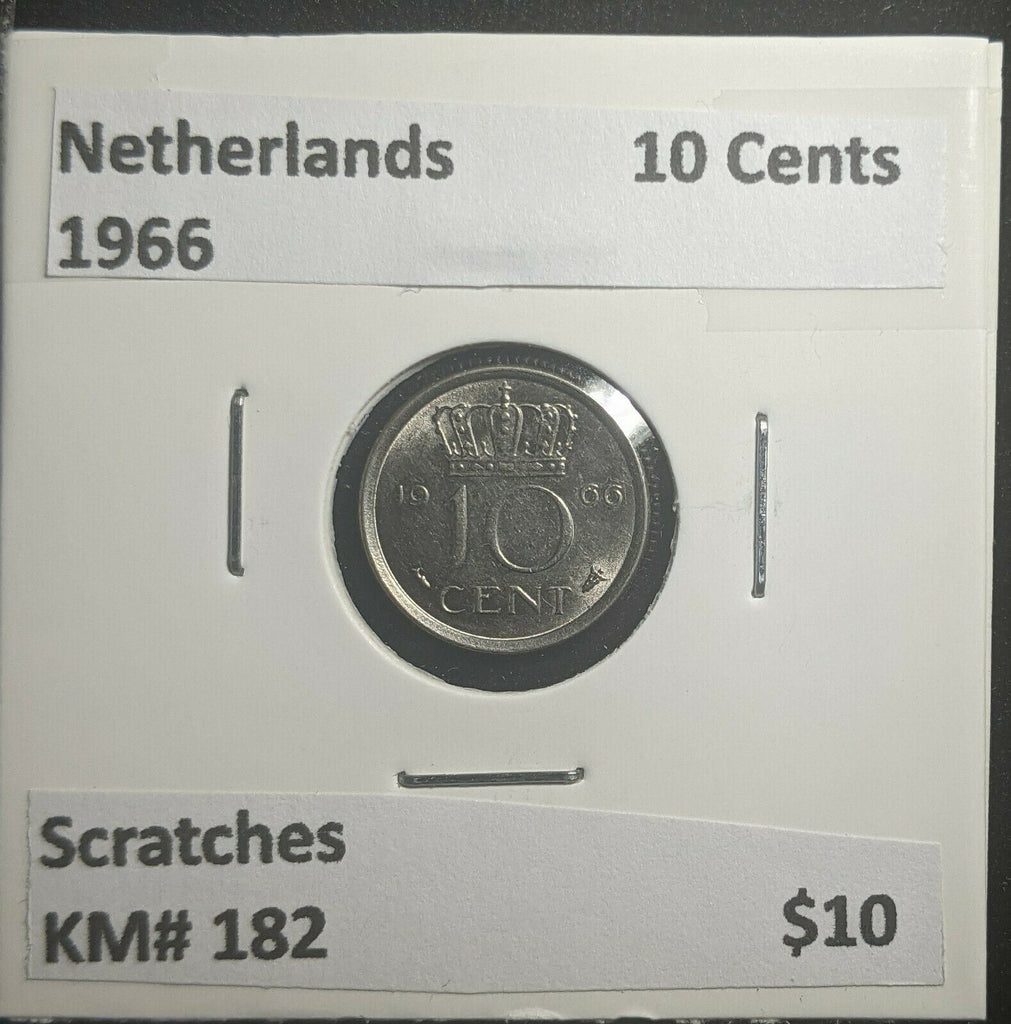 Netherlands 10 Cents
1966
19 10 66
CENT
Scratches
KM# 182 $10